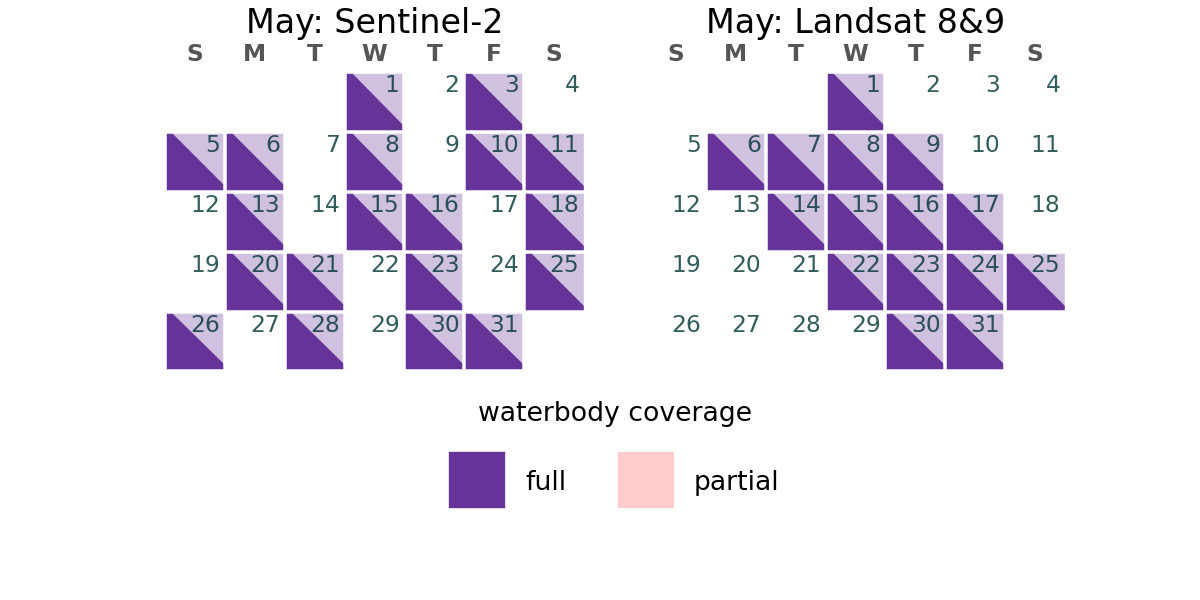 May: Sentinel-2
S M T W T F S
1 2 3 4
5 6 7 8 9 10 11
12 13 14 15 16 17 18
19 20 21 22 23 24 25
26 27 28 29 30 31
May: Landsat 8&9
S M T W T F S
1 2 3 4
5 6 7 8 9 10 11
12 13 14 15 16 17 18
19 20 21 22 23 24 25
26 27 28 29 30 31
waterbody coverage
full
partial